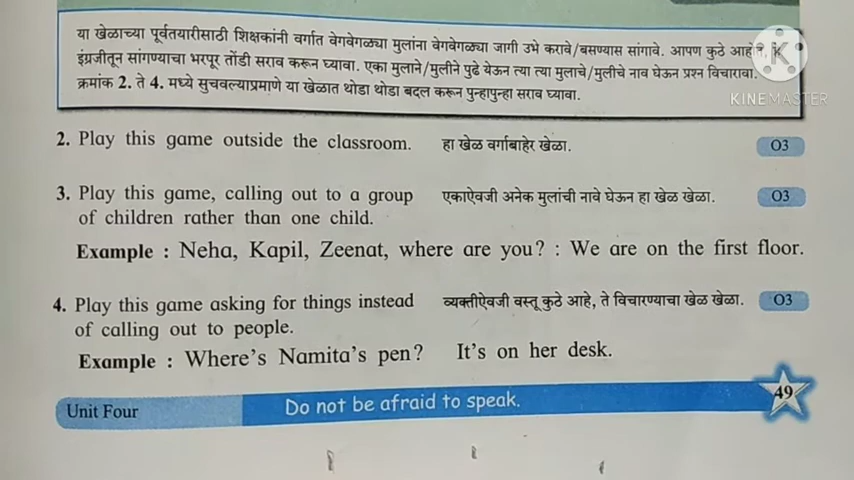 या खेळाच्या पूर्वतयारीसाठी शिक्षकांनी वर्गात वेगवेगळ्या मुलांना वेगवेगळ्या जागी उभे करावे/बसण्यास सांगावे. आपण कुठे आहोत, हे
इंग्रजीतून सांगण्याचा भरपूर तोंडी सराव करून घ्यावा. एका मुलाने/मुलीने पुढे येऊन त्या त्या मुलाचे/मुलीचे नाव घेऊन प्रश्न विचारावा.
क्रमांक 2. ते 4. मध्ये सुचवल्याप्रमाणे या खेळात थोडा थोडा बदल करून पुन्हापुन्हा सराव घ्यावा.
KINEMASTER
2. Play this game outside the classroom. हा खेळ वर्गाबाहेर खेळा. O3
3. Play this game, calling out to a group एकाऐवजी अनेक मुलांची नावे घेऊन हा खेळ खेळा. O3
of children rather than one child.
Example : Neha, Kapil, Zeenat, where are you? : We are on the first floor.
4. Play this game asking for things instead व्यक्तीऐवजी वस्तू कुठे आहे, ते विचारण्याचा खेळ खेळा. O3
of calling out to people.
Example : Where's Namita's pen? It's on her desk.
Unit Four Do not be afraid to speak. 49